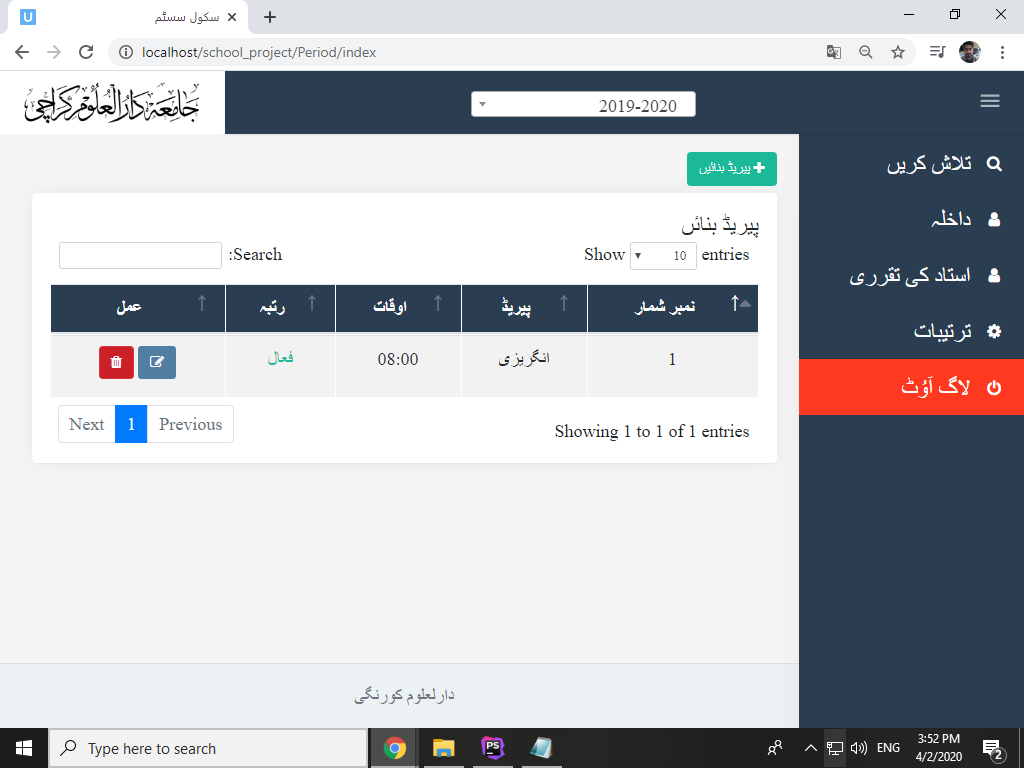 سکول سسٹم
localhost/school_project/Period/index
جامعہ دارالعلوم کراچی
2019-2020
تلاش کریں
داخلہ
استاد کی تقرری
ترتیبات
لاگ آوٴٹ
پیریڈ بنائیں
پیریڈ بنائں
Show 10 entries
Search:
نمبر شمار پیریڈ اوقات رتبہ عمل
1 انگریزی 08:00 فعال
Showing 1 to 1 of 1 entries
Previous 1 Next
دارلعلوم کورنگی
Type here to search
ENG
3:52 PM
4/2/2020
2